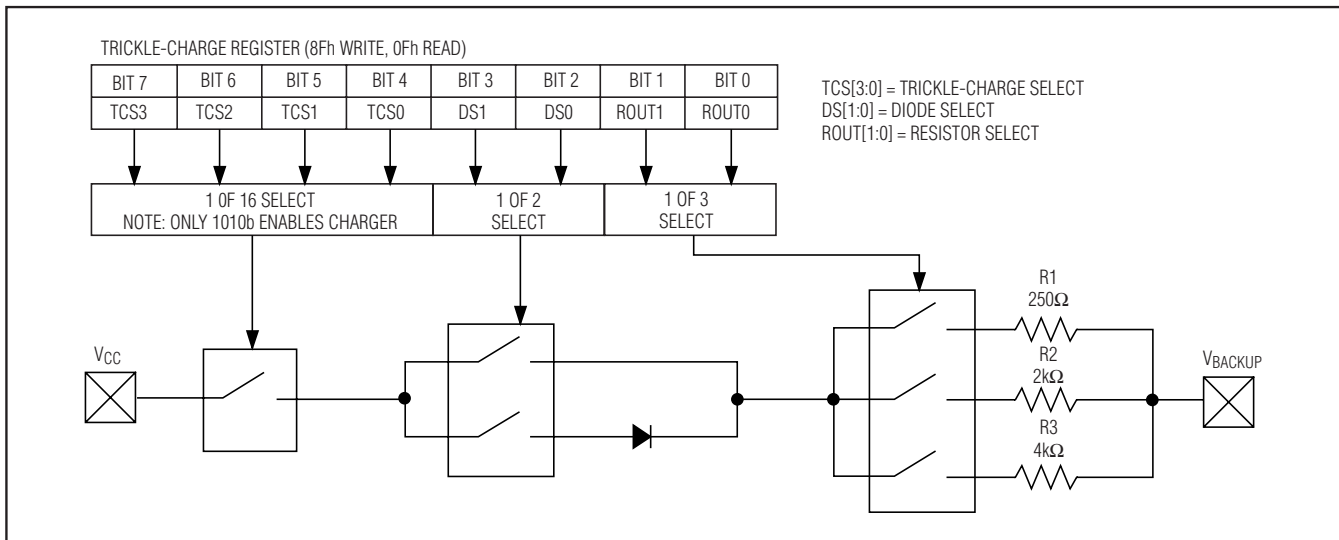 TRICKLE-CHARGE REGISTER (8Fh WRITE, 0Fh READ)
BIT 7 BIT 6 BIT 5 BIT 4 BIT 3 BIT 2 BIT 1 BIT 0
TCS3 TCS2 TCS1 TCS0 DS1 DS0 ROUT1 ROUT0
TCS[3:0] = TRICKLE-CHARGE SELECT
DS[1:0] = DIODE SELECT
ROUT[1:0] = RESISTOR SELECT
1 OF 16 SELECT
NOTE: ONLY 1010b ENABLES CHARGER
1 OF 2
SELECT
1 OF 3
SELECT
VCC
R1
250Ω
R2
2kΩ
R3
4kΩ
VBACKUP